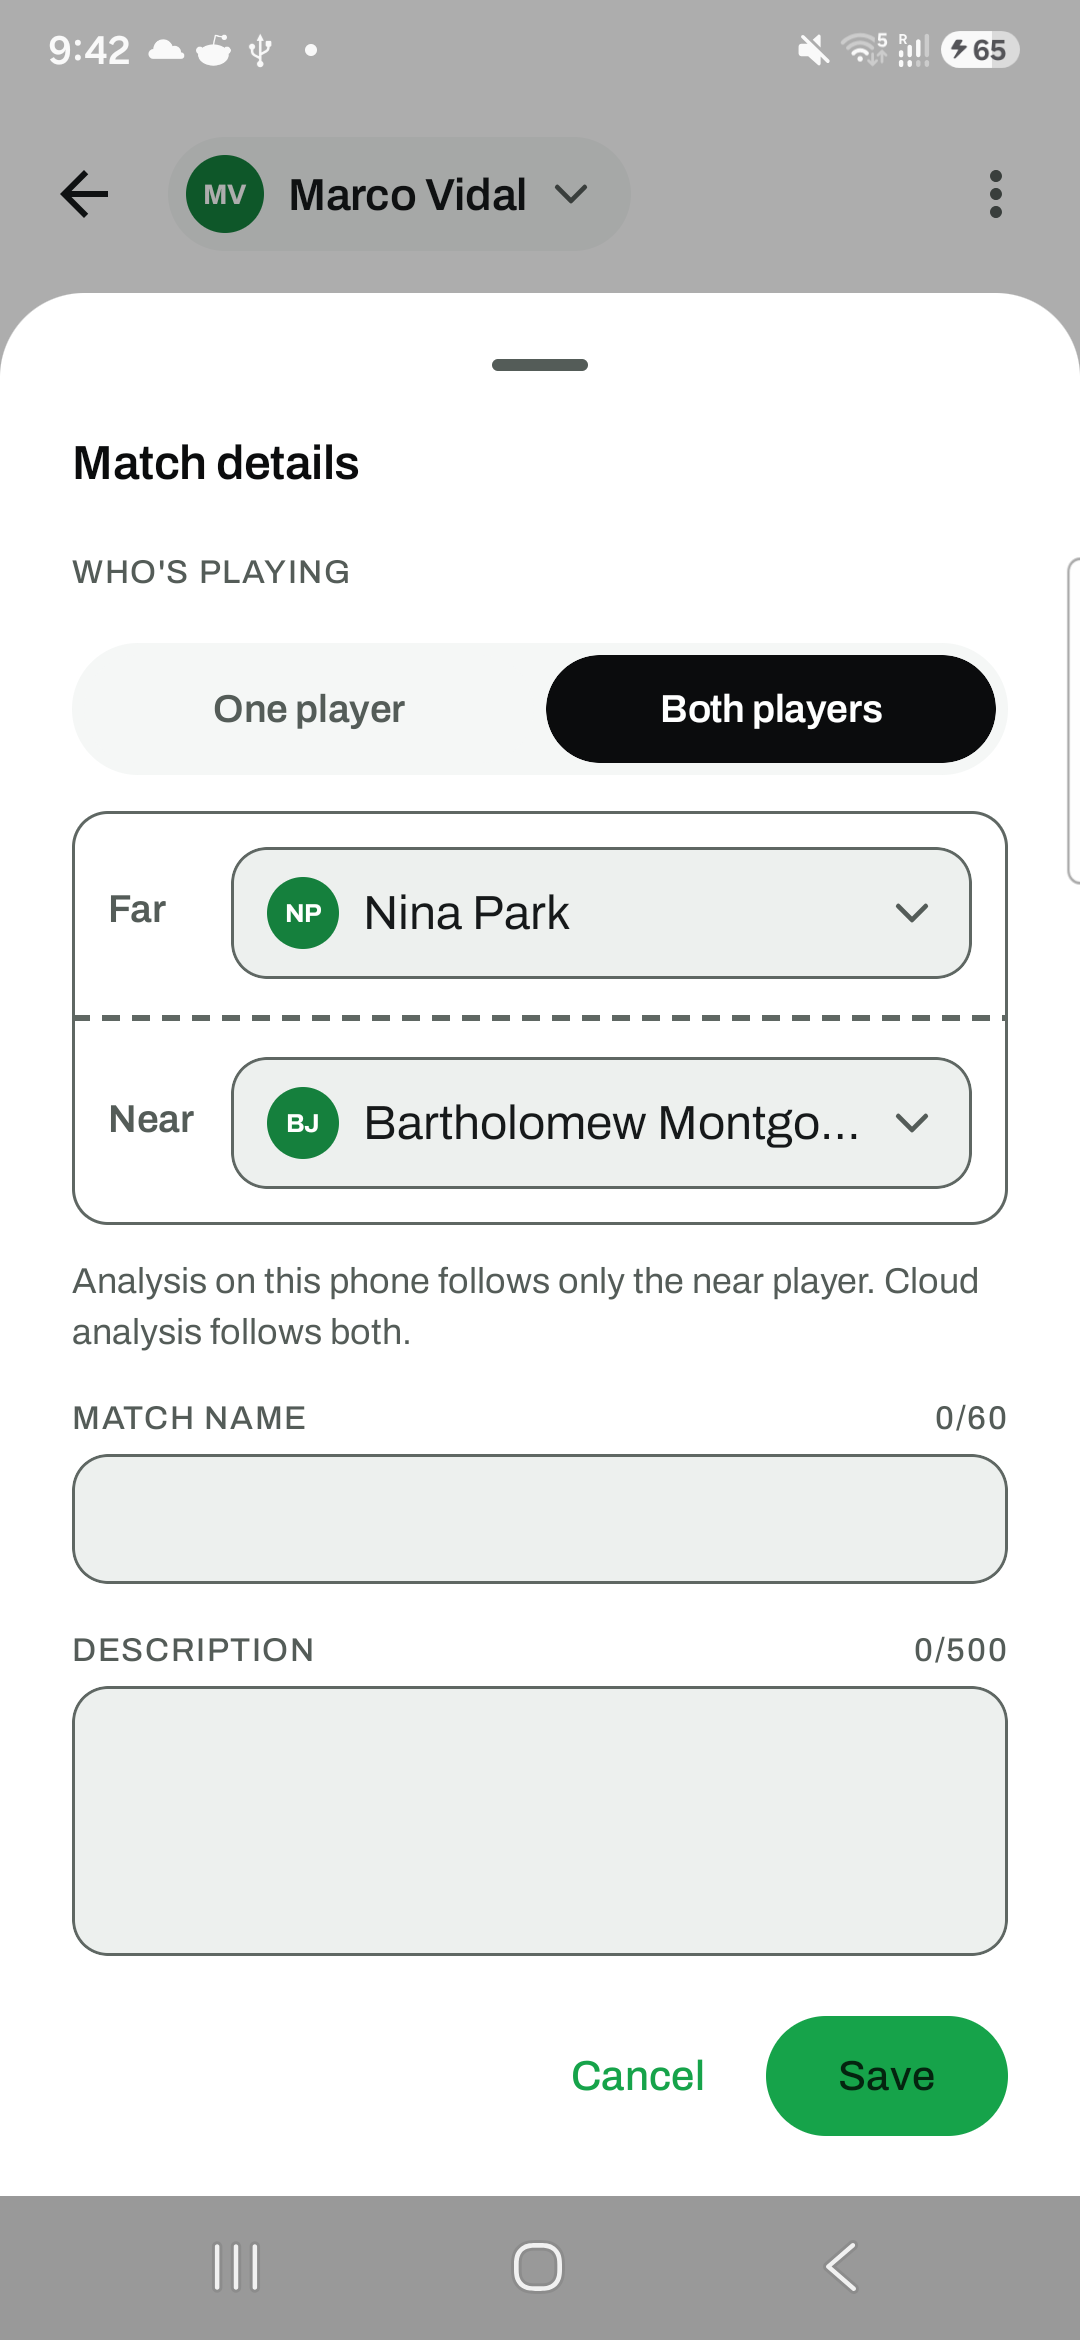 9:42
5
R
65
MV Marco Vidal
Match details
WHO'S PLAYING
One player Both players
Far NP Nina Park
Near BJ Bartholomew Montgo...
Analysis on this phone follows only the near player. Cloud
analysis follows both.
MATCH NAME 0/60
DESCRIPTION 0/500
Cancel Save